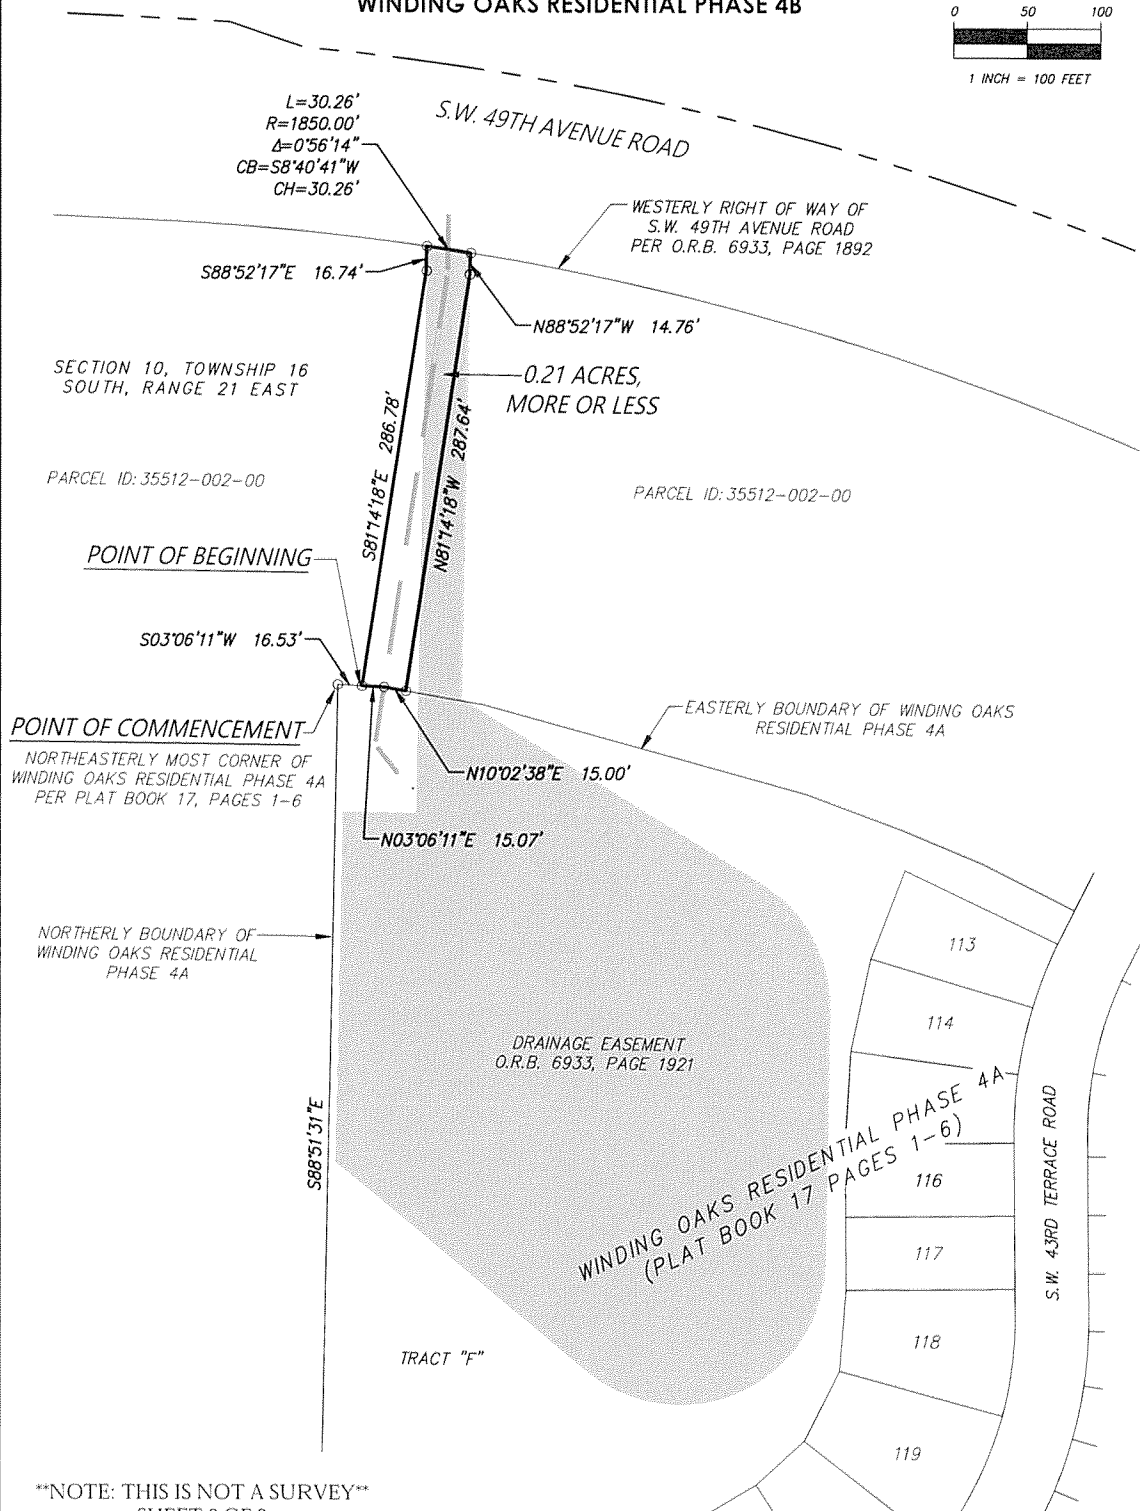 WINDING OAKS RESIDENTIAL PHASE 4B
0 50 100
1 INCH = 100 FEET
L=30.26'
R=1850.00'
Δ=0°56'14"
CB=S8°40'41"W
CH=30.26'
S.W. 49TH AVENUE ROAD
WESTERLY RIGHT OF WAY OF
S.W. 49TH AVENUE ROAD
PER O.R.B. 6933, PAGE 1892
S88°52'17"E 16.74'
N88°52'17"W 14.76'
SECTION 10, TOWNSHIP 16
SOUTH, RANGE 21 EAST
0.21 ACRES,
MORE OR LESS
S81°14'18"E 286.78'
N81°14'18"W 287.64'
PARCEL ID: 35512-002-00
PARCEL ID: 35512-002-00
POINT OF BEGINNING
S03°06'11"W 16.53'
POINT OF COMMENCEMENT
NORTHEASTERLY MOST CORNER OF
WINDING OAKS RESIDENTIAL PHASE 4A
PER PLAT BOOK 17, PAGES 1-6
EASTERLY BOUNDARY OF WINDING OAKS
RESIDENTIAL PHASE 4A
N10°02'38"E 15.00'
N03°06'11"E 15.07'
NORTHERLY BOUNDARY OF
WINDING OAKS RESIDENTIAL
PHASE 4A
113
114
DRAINAGE EASEMENT
O.R.B. 6933, PAGE 1921
S88°51'31"E
WINDING OAKS RESIDENTIAL PHASE 4A
(PLAT BOOK 17 PAGES 1-6)
116
117
118
119
S.W. 43RD TERRACE ROAD
TRACT "F"
**NOTE: THIS IS NOT A SURVEY**